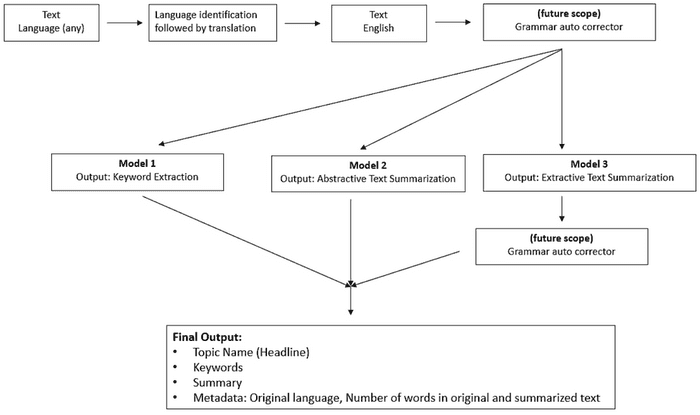 Text
Language (any)
Language identification
followed by translation
Text
English
(future scope)
Grammar auto corrector
Model 1
Output: Keyword Extraction
Model 2
Output: Abstractive Text Summarization
Model 3
Output: Extractive Text Summarization
(future scope)
Grammar auto corrector
Final Output:
• Topic Name (Headline)
• Keywords
• Summary
• Metadata: Original language, Number of words in original and summarized text